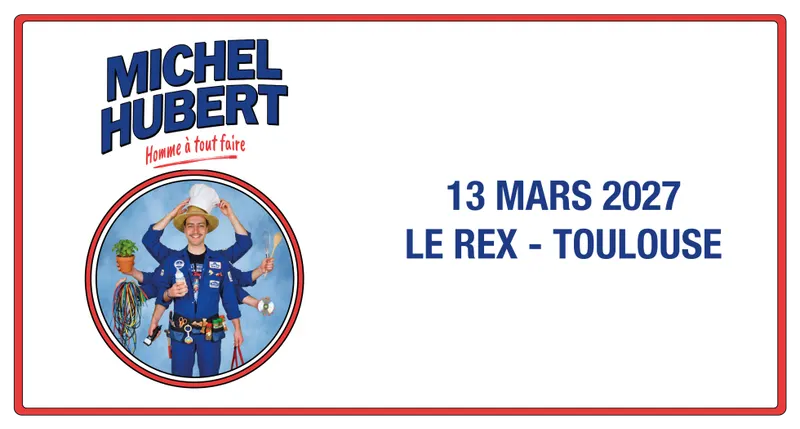 MICHEL
HUBERT
Homme à tout faire
13 MARS 2027
LE REX - TOULOUSE